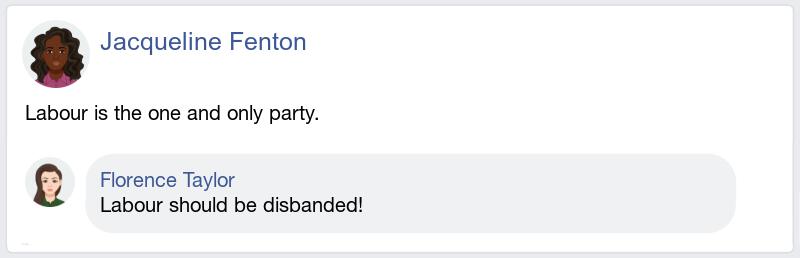 Jacqueline Fenton
Labour is the one and only party.
Florence Taylor
Labour should be disbanded!